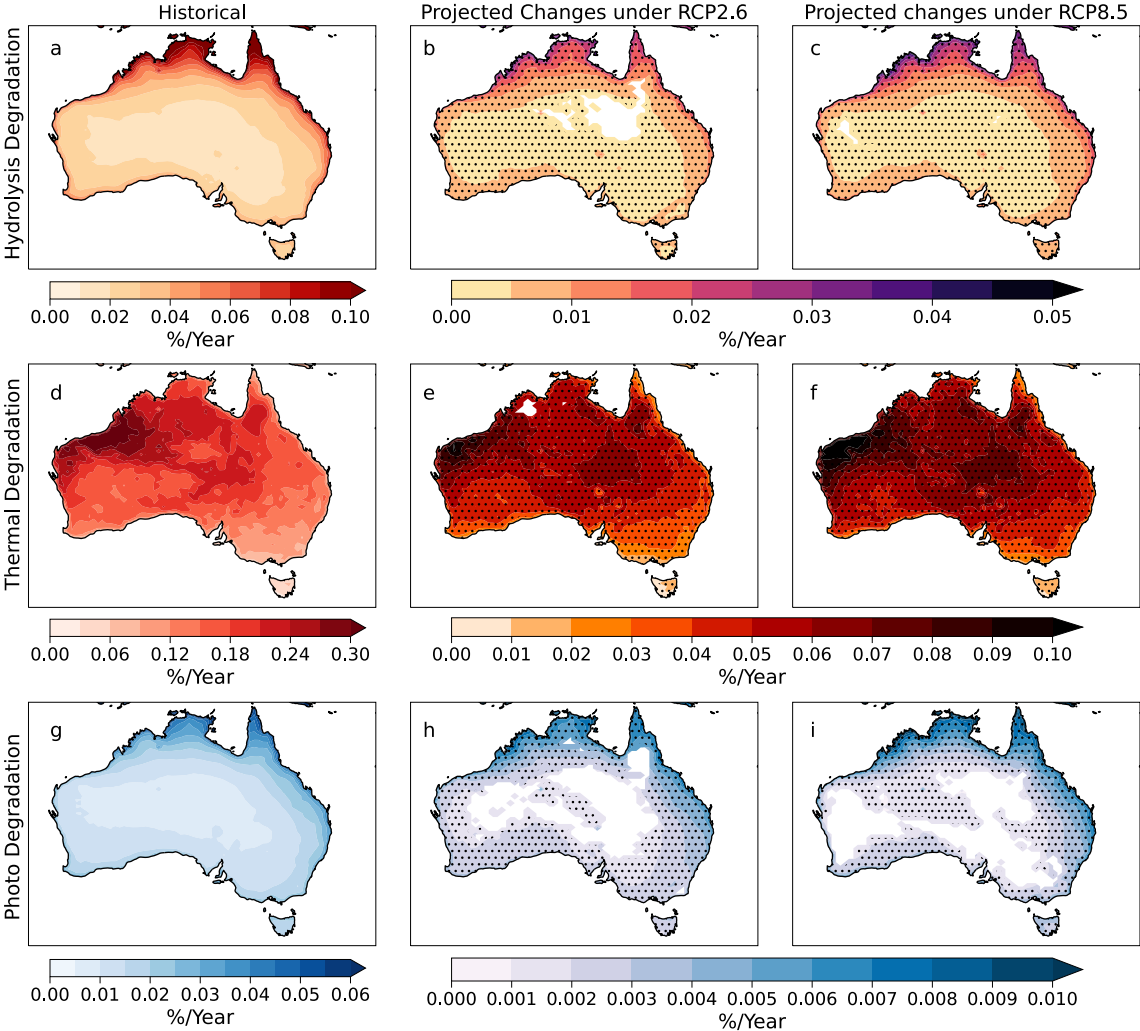 Historical
Projected Changes under RCP2.6
Projected changes under RCP8.5
Hydrolysis Degradation
a
b
c
0.00 0.02 0.04 0.06 0.08 0.10
%/Year
0.00 0.01 0.02 0.03 0.04 0.05
%/Year
Thermal Degradation
d
e
f
0.00 0.06 0.12 0.18 0.24 0.30
%/Year
0.00 0.01 0.02 0.03 0.04 0.05 0.06 0.07 0.08 0.09 0.10
%/Year
Photo Degradation
g
h
i
0.00 0.01 0.02 0.03 0.04 0.05 0.06
%/Year
0.000 0.001 0.002 0.003 0.004 0.005 0.006 0.007 0.008 0.009 0.010
%/Year